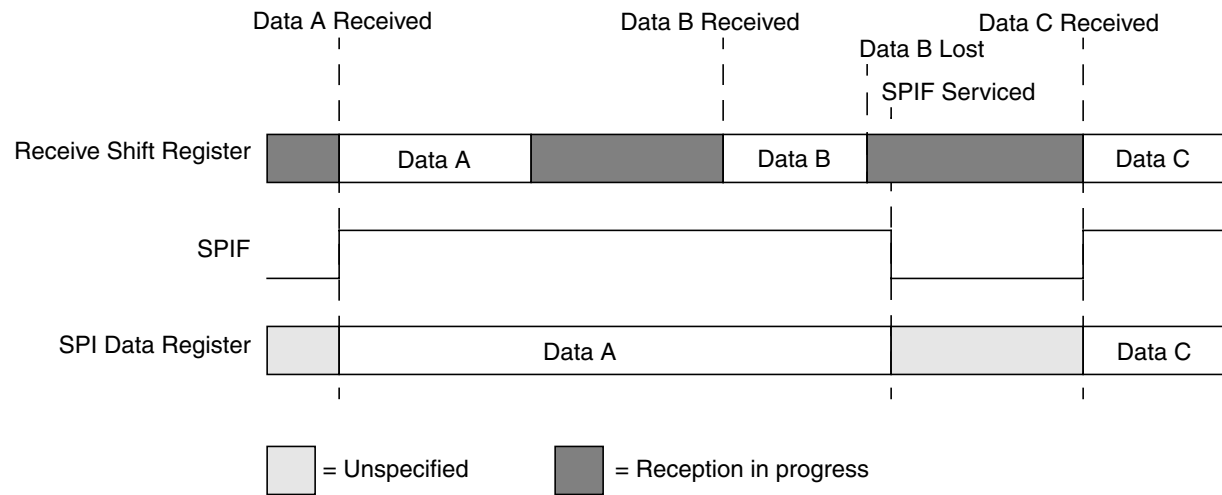 Data A Received
Data B Received
Data C Received
Data B Lost
SPIF Serviced
Receive Shift Register
Data A
Data B
Data C
SPIF
SPI Data Register
Data A
Data C
= Unspecified
= Reception in progress